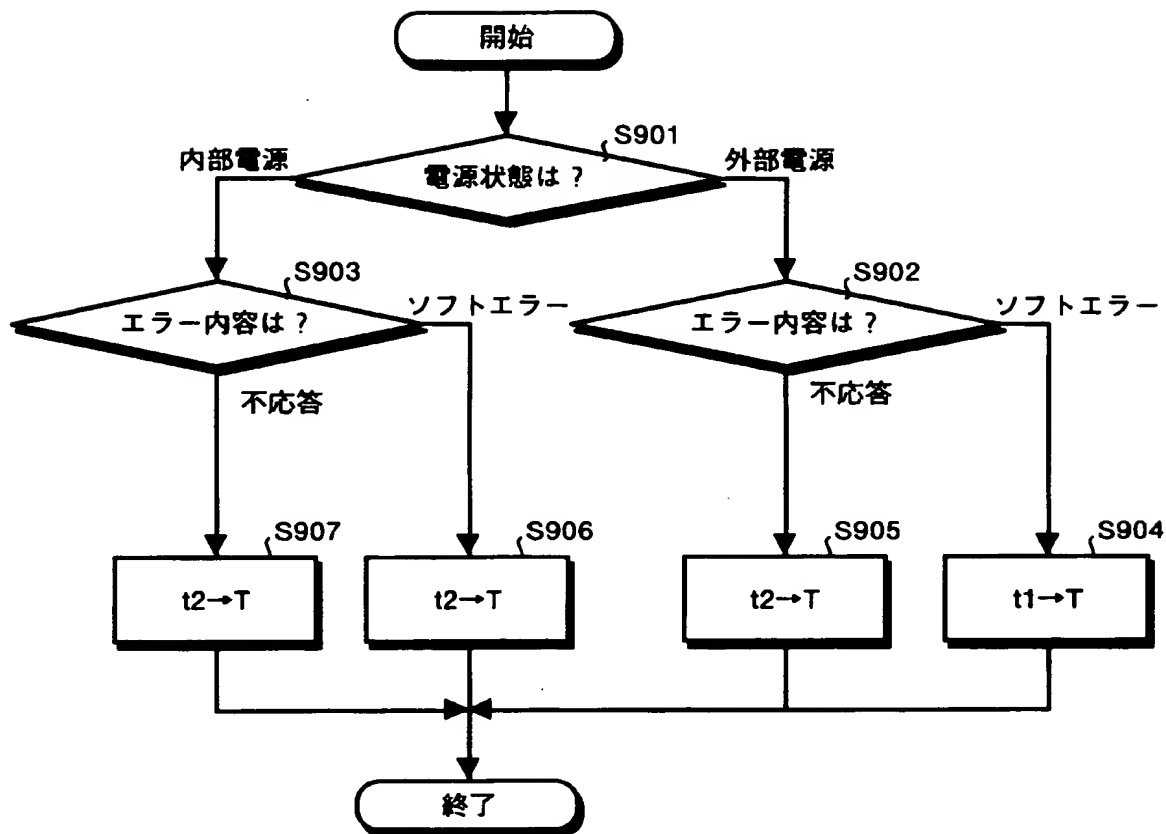 開始
S901
内部電源
外部電源
電源状態は?
S903
S902
エラー内容は?
ソフトエラー
エラー内容は?
ソフトエラー
不応答
不応答
S907
S906
S905
S904
t2→T
t2→T
t2→T
t1→T
終了